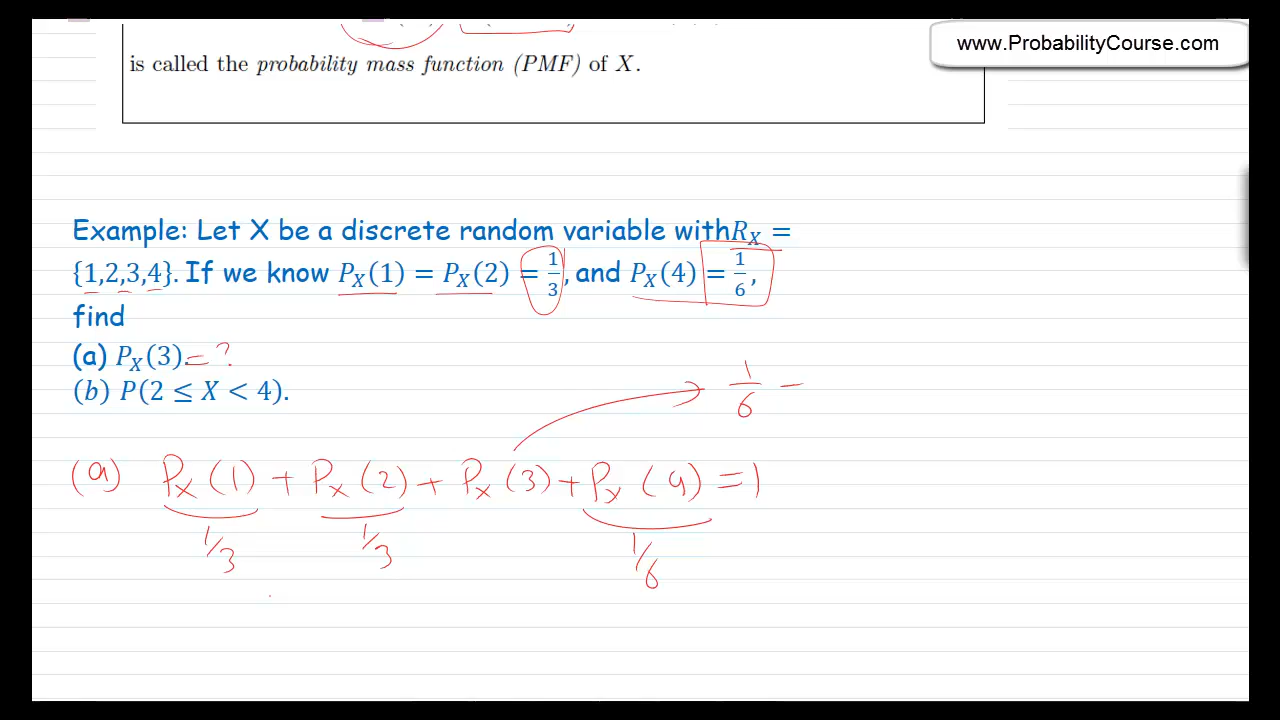 www.ProbabilityCourse.com
is called the probability mass function (PMF) of X.
Example: Let X be a discrete random variable with R_X =
{1,2,3,4}. If we know P_X(1) = P_X(2) = 1/3, and P_X(4) = 1/6,
find
(a) P_X(3). = ?
(b) P(2 ≤ X < 4).
1/6 –
(a) P_X(1) + P_X(2) + P_X(3) + P_X(4) = 1
1/3 1/3 1/6